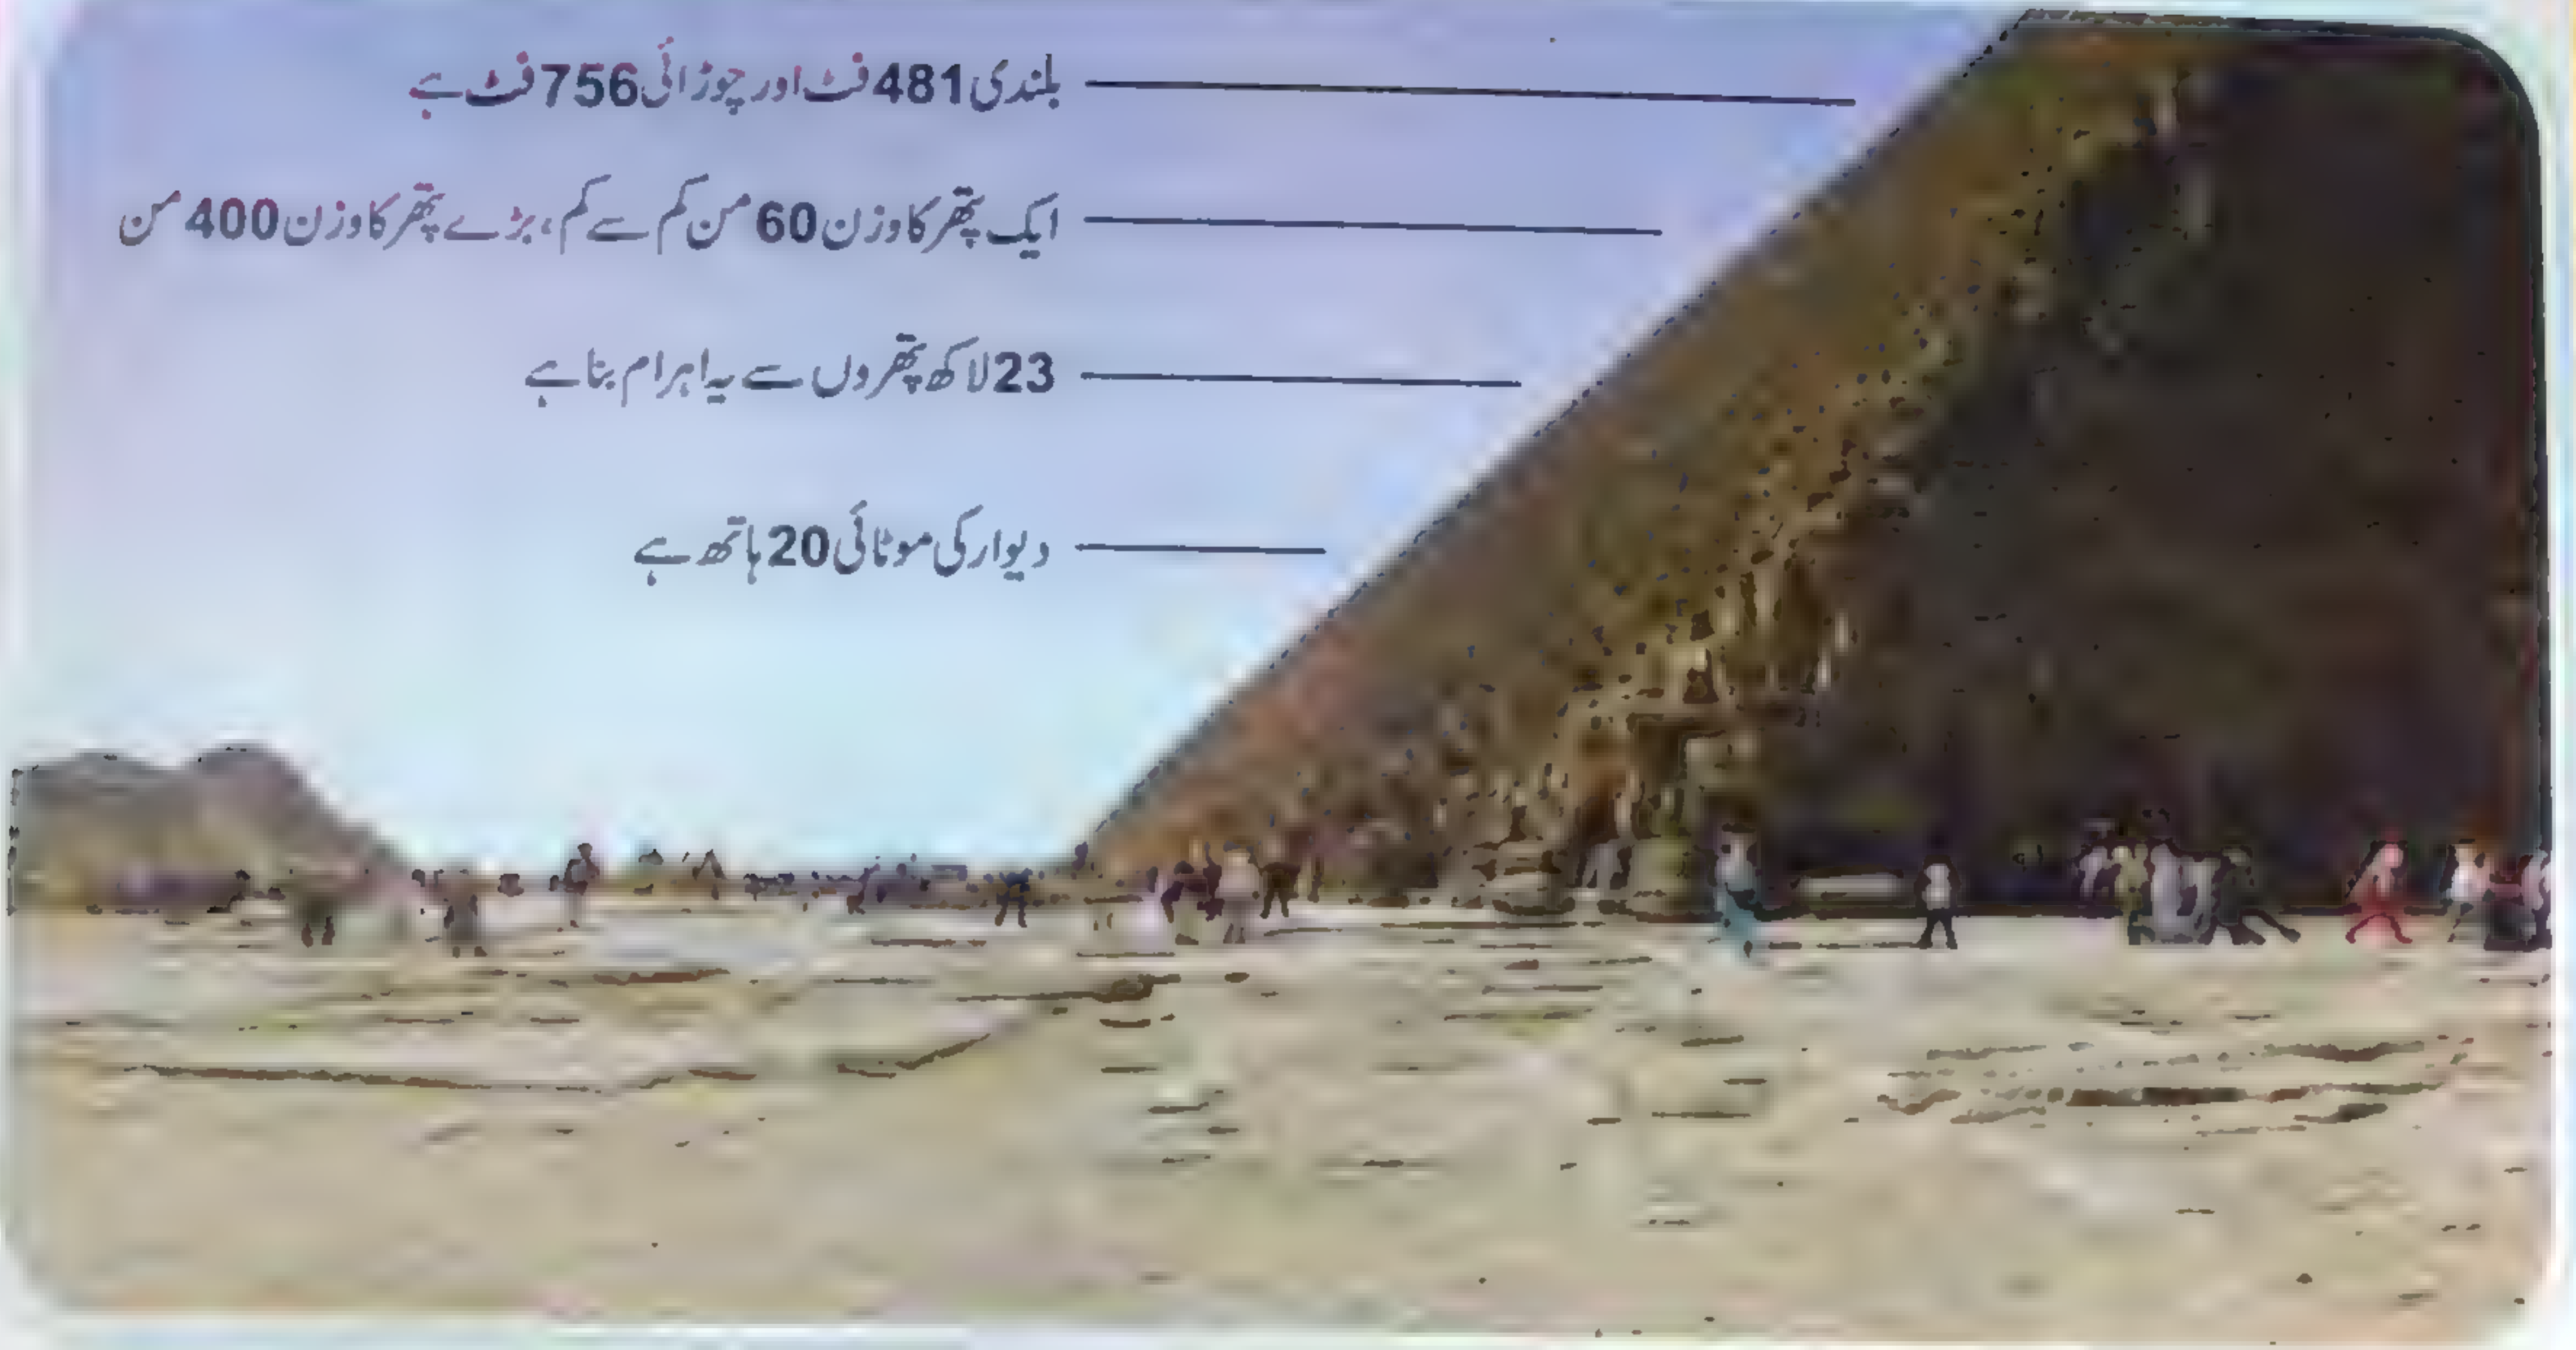 بلندی 481 فٹ اور چوڑائی 756 فٹ ہے
ایک پتھر کا وزن 60 من کم سے کم، بڑے پتھر کا وزن 400 من
23 لاکھ پتھروں سے یہ اہرام بنا ہے
دیوار کی موٹائی 20 ہاتھ ہے